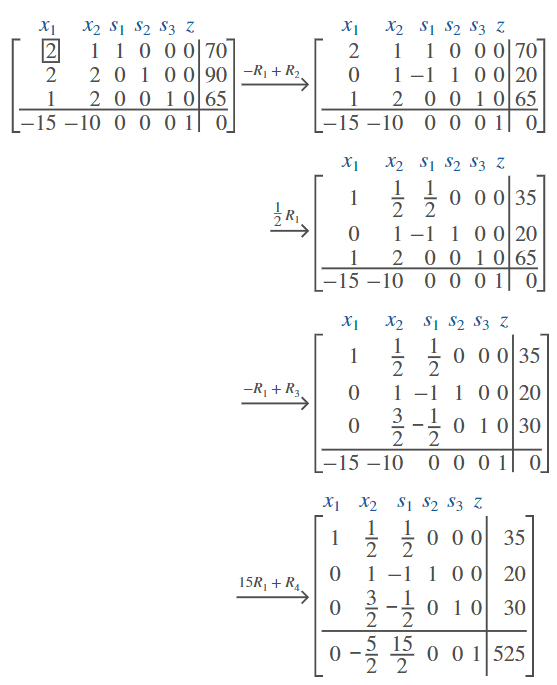 x₁ x₂ s₁ s₂ s₃ z
2 1 1 0 0 0 70
2 2 0 1 0 0 90
1 2 0 0 1 0 65
−15 −10 0 0 0 1 0
−R₁ + R₂
x₁ x₂ s₁ s₂ s₃ z
2 1 1 0 0 0 70
0 1 −1 1 0 0 20
1 2 0 0 1 0 65
−15 −10 0 0 0 1 0
1/2 R₁
x₁ x₂ s₁ s₂ s₃ z
1 1/2 1/2 0 0 0 35
0 1 −1 1 0 0 20
1 2 0 0 1 0 65
−15 −10 0 0 0 1 0
−R₁ + R₃
x₁ x₂ s₁ s₂ s₃ z
1 1/2 1/2 0 0 0 35
0 1 −1 1 0 0 20
0 3/2 −1/2 0 1 0 30
−15 −10 0 0 0 1 0
15R₁ + R₄
x₁ x₂ s₁ s₂ s₃ z
1 1/2 1/2 0 0 0 35
0 1 −1 1 0 0 20
0 3/2 −1/2 0 1 0 30
0 −5/2 15/2 0 0 1 525